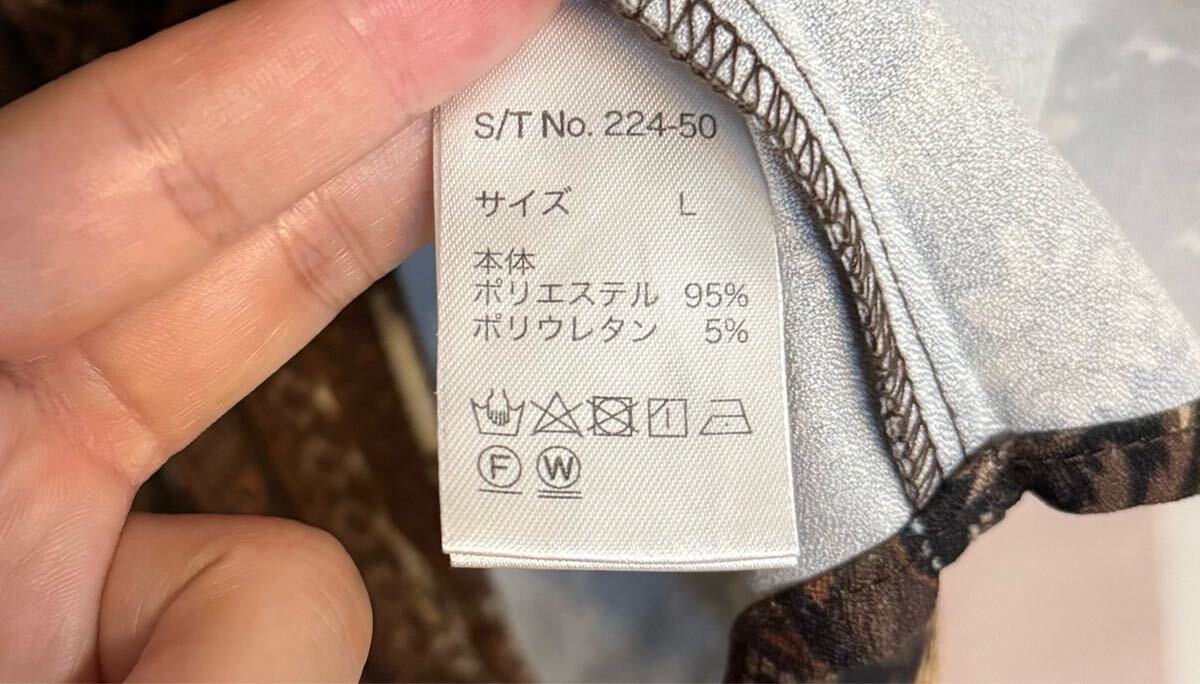 S/T No. 224-50
サイズ L
本体
ポリエステル 95%
ポリウレタン 5%
F W